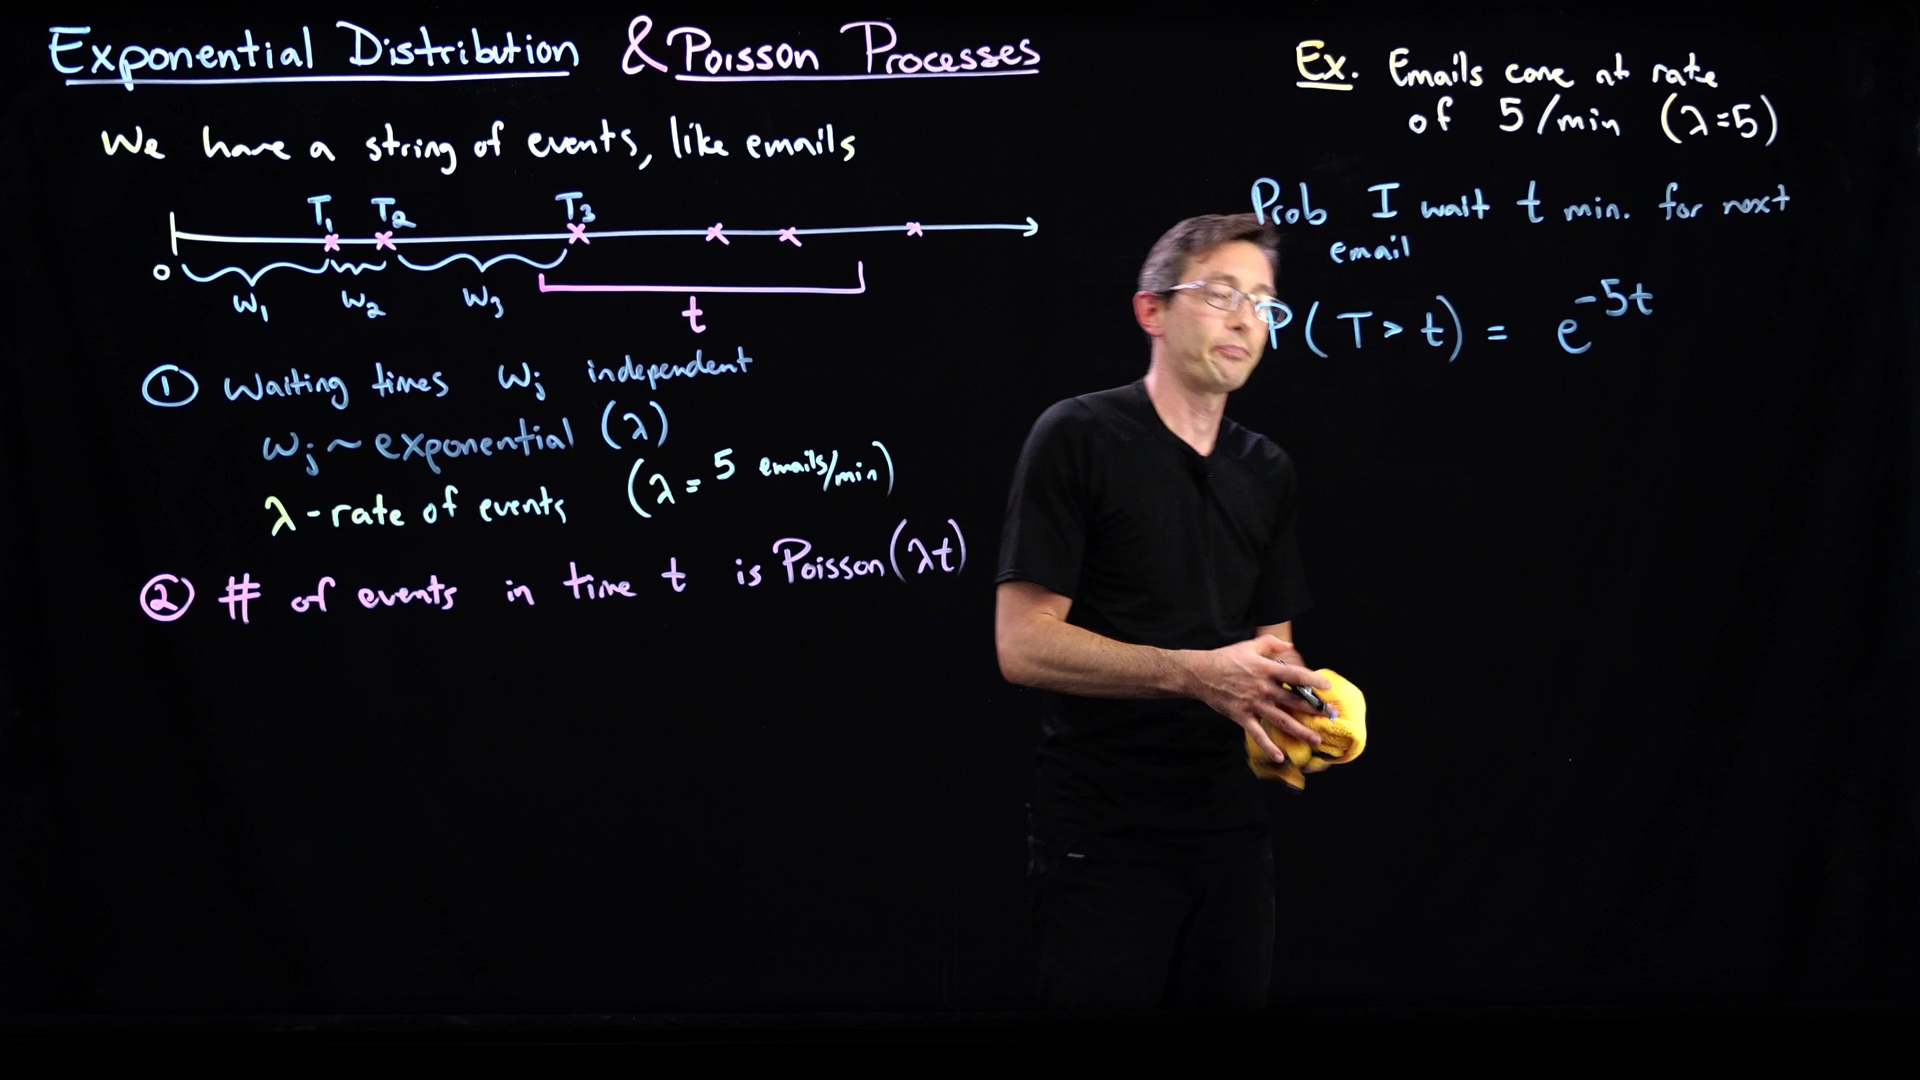 Exponential Distribution & Poisson Processes
We have a string of events, like emails
T1 T2 T3
0
W1 W2 W3
t
① Waiting times Wj independent
Wj ~ exponential (λ)
λ - rate of events (λ = 5 emails/min)
② # of events in time t is Poisson(λt)
Ex. Emails come at rate
of 5/min (λ=5)
Prob I wait t min. for next
email
P(T > t) = e^-5t